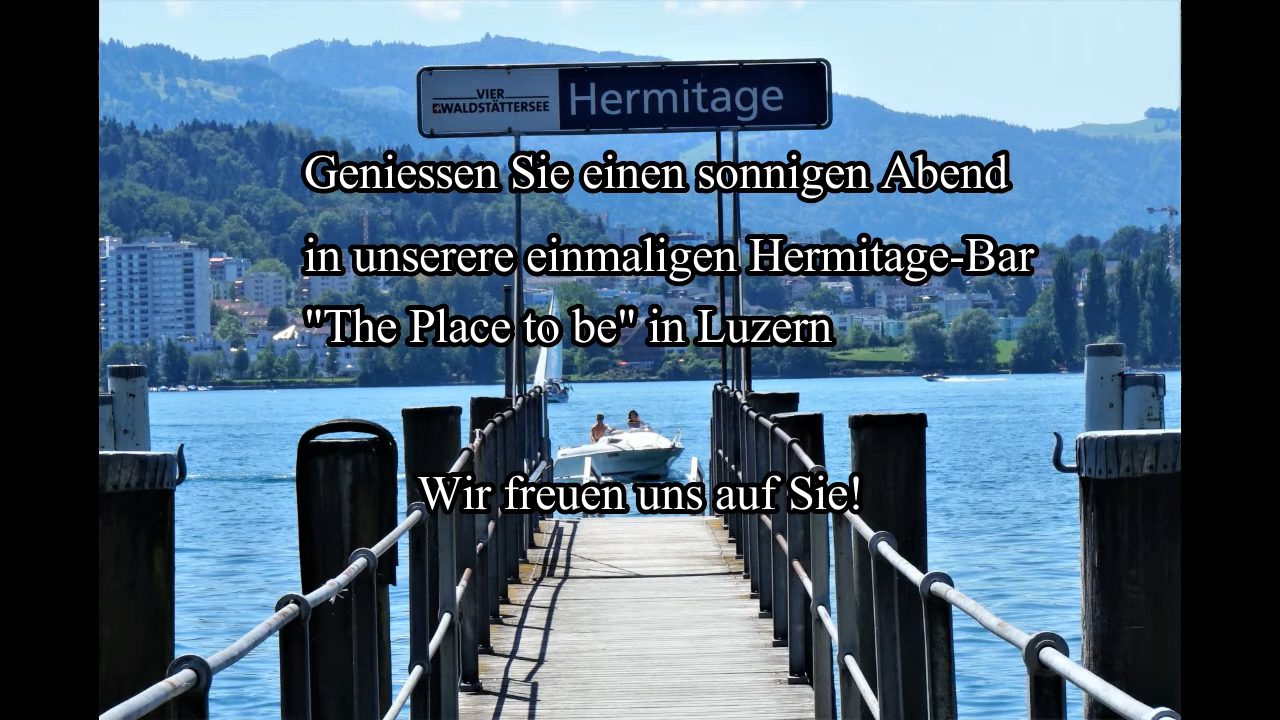 VIER
WALDSTÄTTERSEE
Hermitage
Geniessen Sie einen sonnigen Abend
in unserere einmaligen Hermitage-Bar
"The Place to be" in Luzern
Wir freuen uns auf Sie!